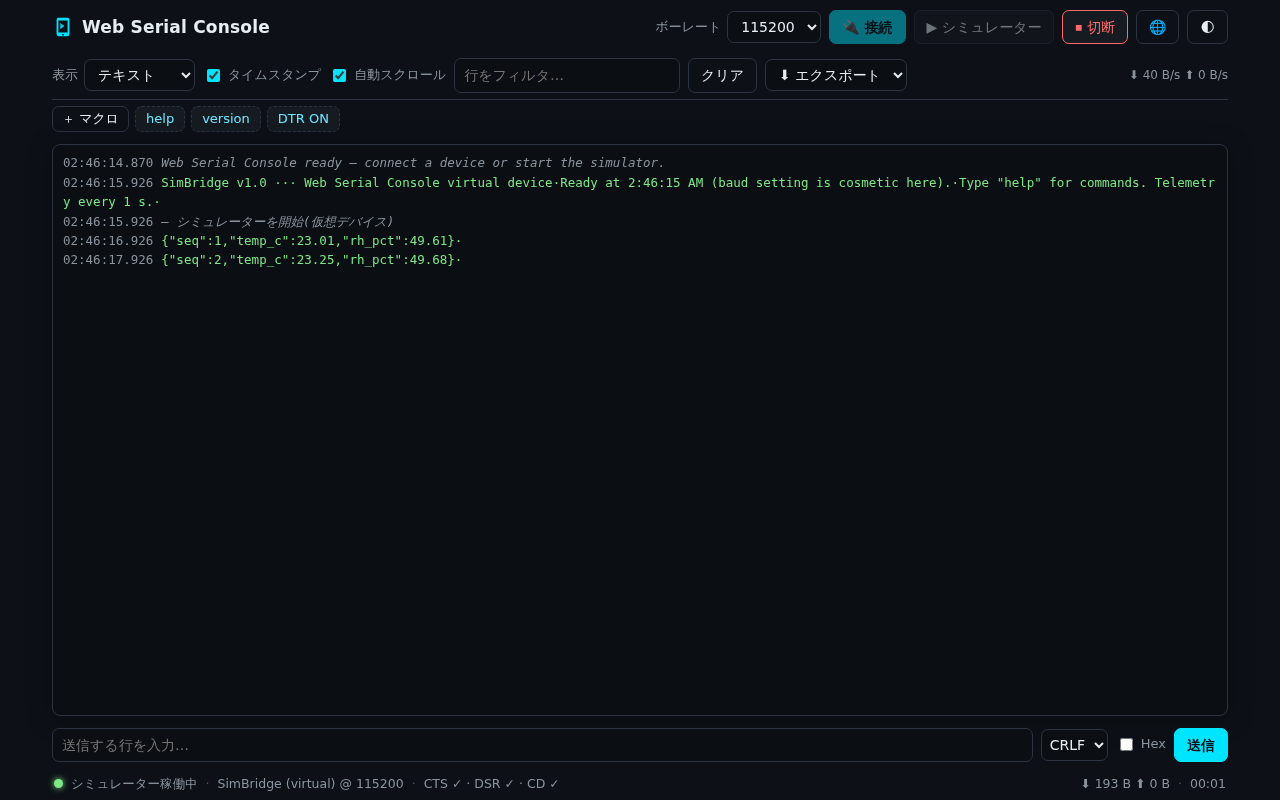 Web Serial Console
ボーレート 115200 接続 ▶ シミュレーター ■ 切断
表示 テキスト タイムスタンプ 自動スクロール 行をフィルタ… クリア ⬇ エクスポート ⬇ 40 B/s ⬆ 0 B/s
+ マクロ help version DTR ON
02:46:14.870 Web Serial Console ready — connect a device or start the simulator.
02:46:15.926 SimBridge v1.0 ··· Web Serial Console virtual device·Ready at 2:46:15 AM (baud setting is cosmetic here).·Type "help" for commands. Telemetr
y every 1 s.·
02:46:15.926 — シミュレーターを開始(仮想デバイス)
02:46:16.926 {"seq":1,"temp_c":23.01,"rh_pct":49.61}·
02:46:17.926 {"seq":2,"temp_c":23.25,"rh_pct":49.68}·
送信する行を入力… CRLF Hex 送信
シミュレーター稼働中 · SimBridge (virtual) @ 115200 · CTS ✓ · DSR ✓ · CD ✓ ⬇ 193 B ⬆ 0 B · 00:01